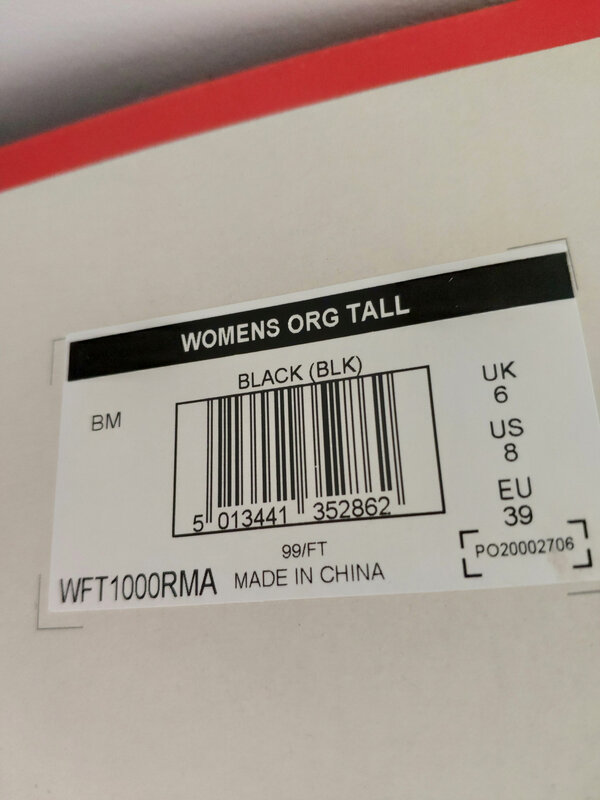 WOMENS ORG TALL
BLACK (BLK)
BM
5 013441 352862
99/FT
WFT1000RMA MADE IN CHINA
UK
6
US
8
EU
39
PO20002706